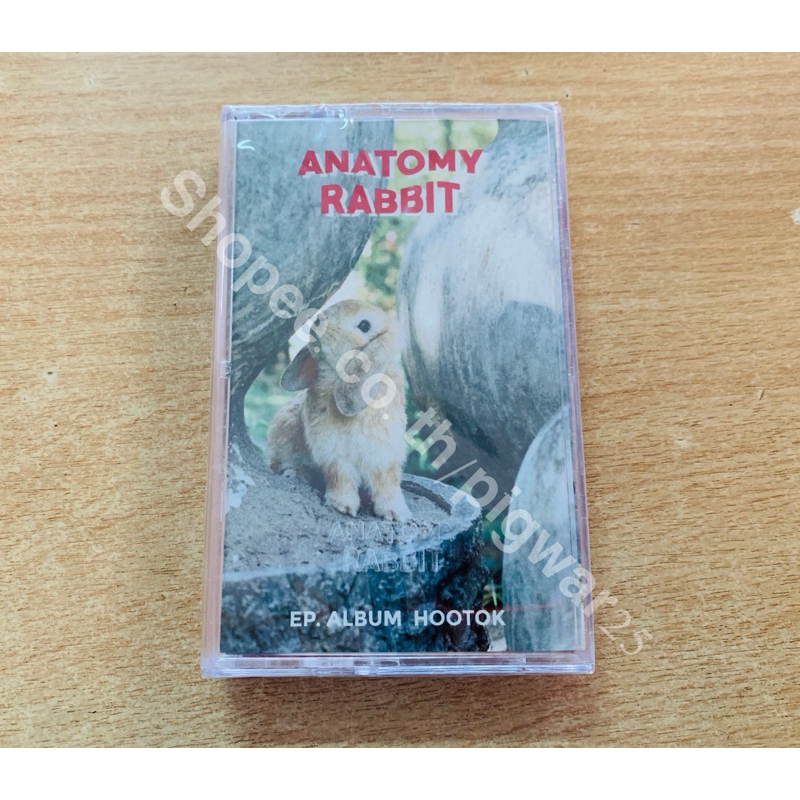 ANATOMY
RABBIT
Shopee.co.th/pigwar25
ANATOMY
RABBIT
EP. ALBUM HOOTOK